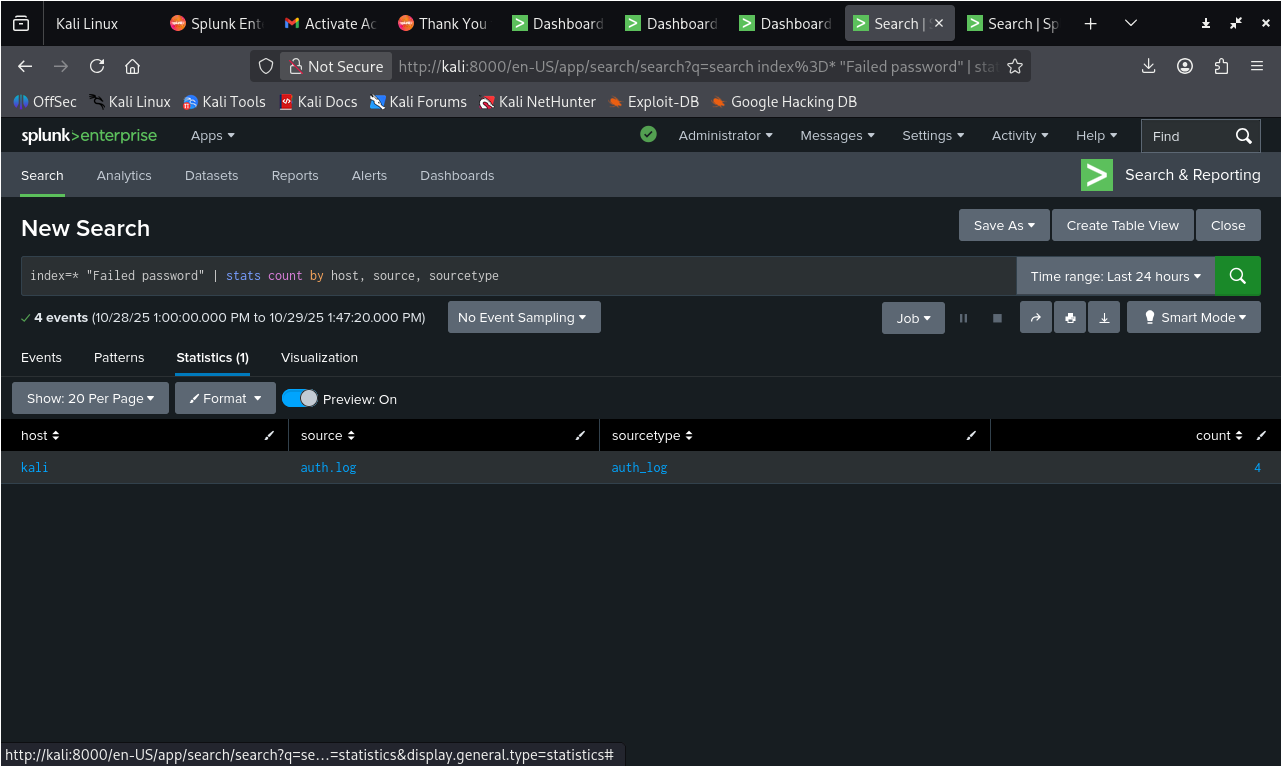 Kali Linux
Splunk Ent
Activate Ac
Thank You
Dashboard
Dashboard
Dashboard
Search | S
Search | Sp
Not Secure
http://kali:8000/en-US/app/search/search?q=search index%3D* "Failed password" | stat
OffSec
Kali Linux
Kali Tools
Kali Docs
Kali Forums
Kali NetHunter
Exploit-DB
Google Hacking DB
splunk>enterprise
Apps
Administrator
Messages
Settings
Activity
Help
Find
Search
Analytics
Datasets
Reports
Alerts
Dashboards
Search & Reporting
New Search
Save As
Create Table View
Close
index=* "Failed password" | stats count by host, source, sourcetype
Time range: Last 24 hours
4 events (10/28/25 1:00:00.000 PM to 10/29/25 1:47:20.000 PM)
No Event Sampling
Job
Smart Mode
Events
Patterns
Statistics (1)
Visualization
Show: 20 Per Page
Format
Preview: On
host
source
sourcetype
count
kali
auth.log
auth_log
4
http://kali:8000/en-US/app/search/search?q=se…=statistics&display.general.type=statistics#